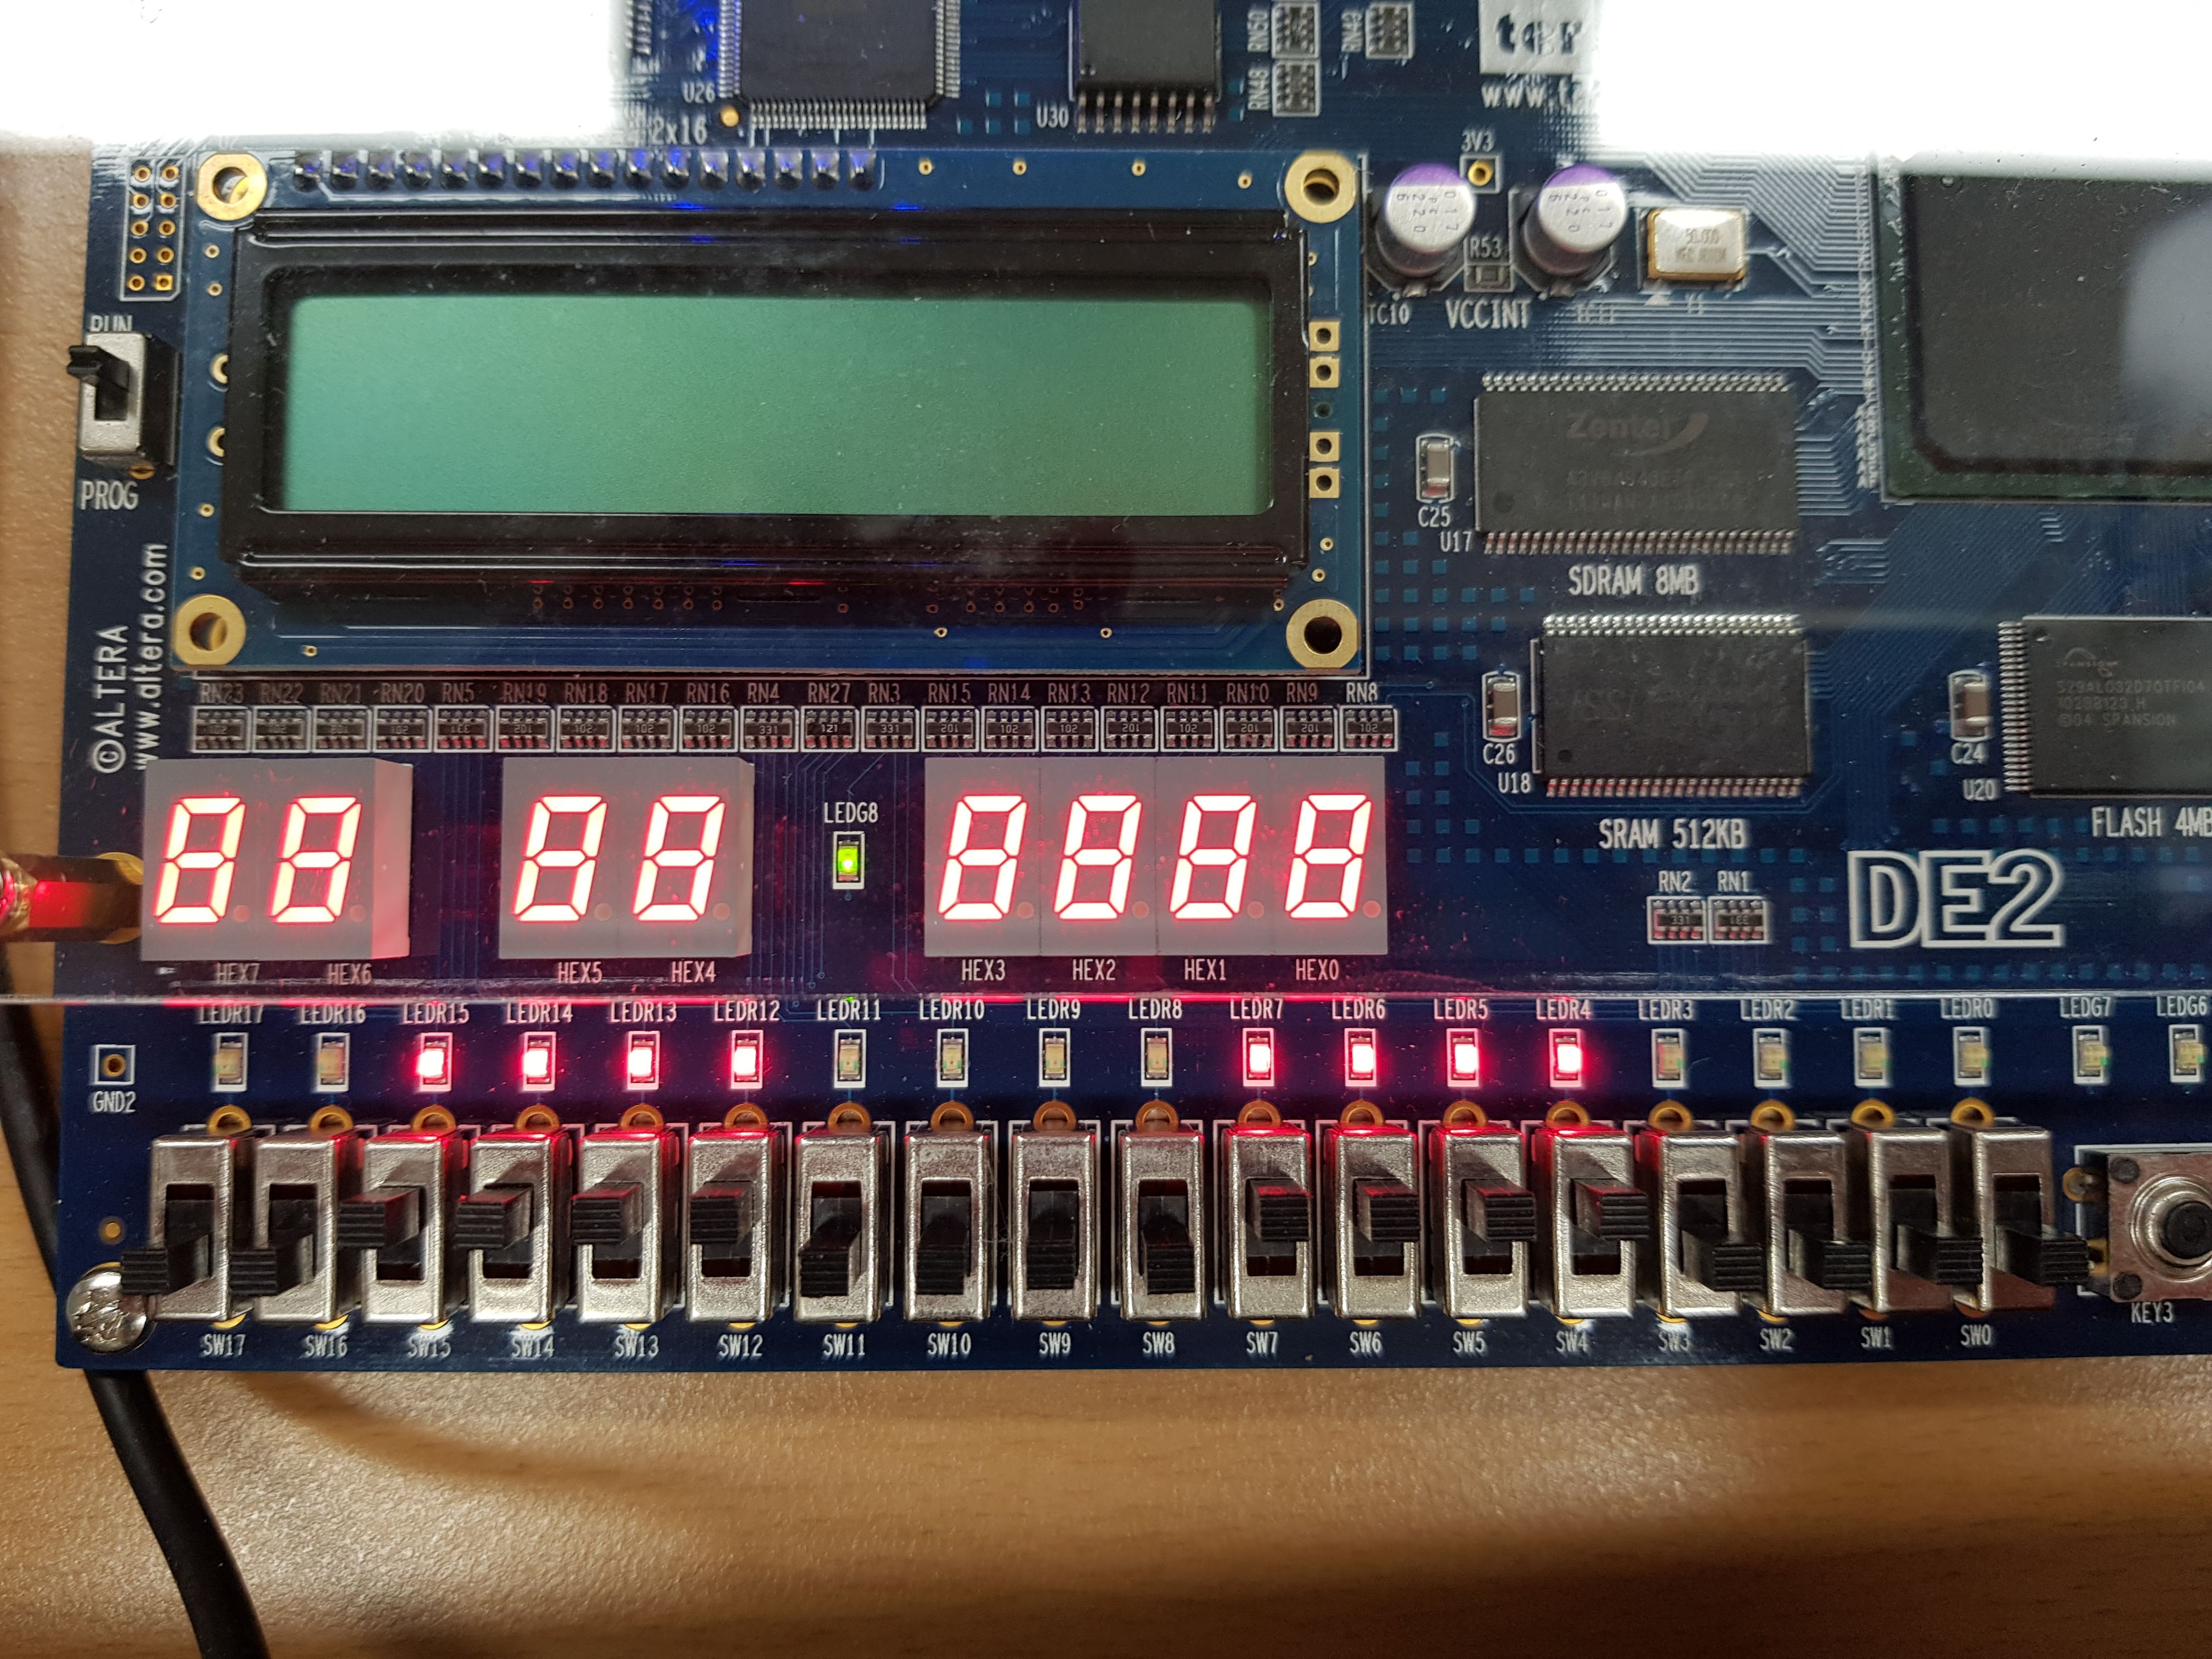 ©ALTERA
www.altera.com
PROG
RUN
GND2
SW17
SW16
SW15
SW14
SW13
SW12
SW11
SW10
SW9
SW8
SW7
SW6
SW5
SW4
SW3
SW2
SW1
SW0
KEY3
LEDR17
LEDR16
LEDR15
LEDR14
LEDR13
LEDR12
LEDR11
LEDR10
LEDR9
LEDR8
LEDR7
LEDR6
LEDR5
LEDR4
LEDR3
LEDR2
LEDR1
LEDR0
LEDG7
LEDG6
HEX7
HEX6
HEX5
HEX4
HEX3
HEX2
HEX1
HEX0
88
88
8888
LEDG8
RN23
RN22
RN21
RN20
RN5
RN19
RN18
RN17
RN16
RN4
RN27
RN3
RN15
RN14
RN13
RN12
RN11
RN10
RN9
RN8
U26
U30
RN48
RN50
RN49
C25
U17
C26
U18
VCCINT
R53
3V3
SRAM 512KB
SDRAM 8MB
Zentel
RN2
RN1
DE2
C24
U20
SPANSION
FLASH 4MB